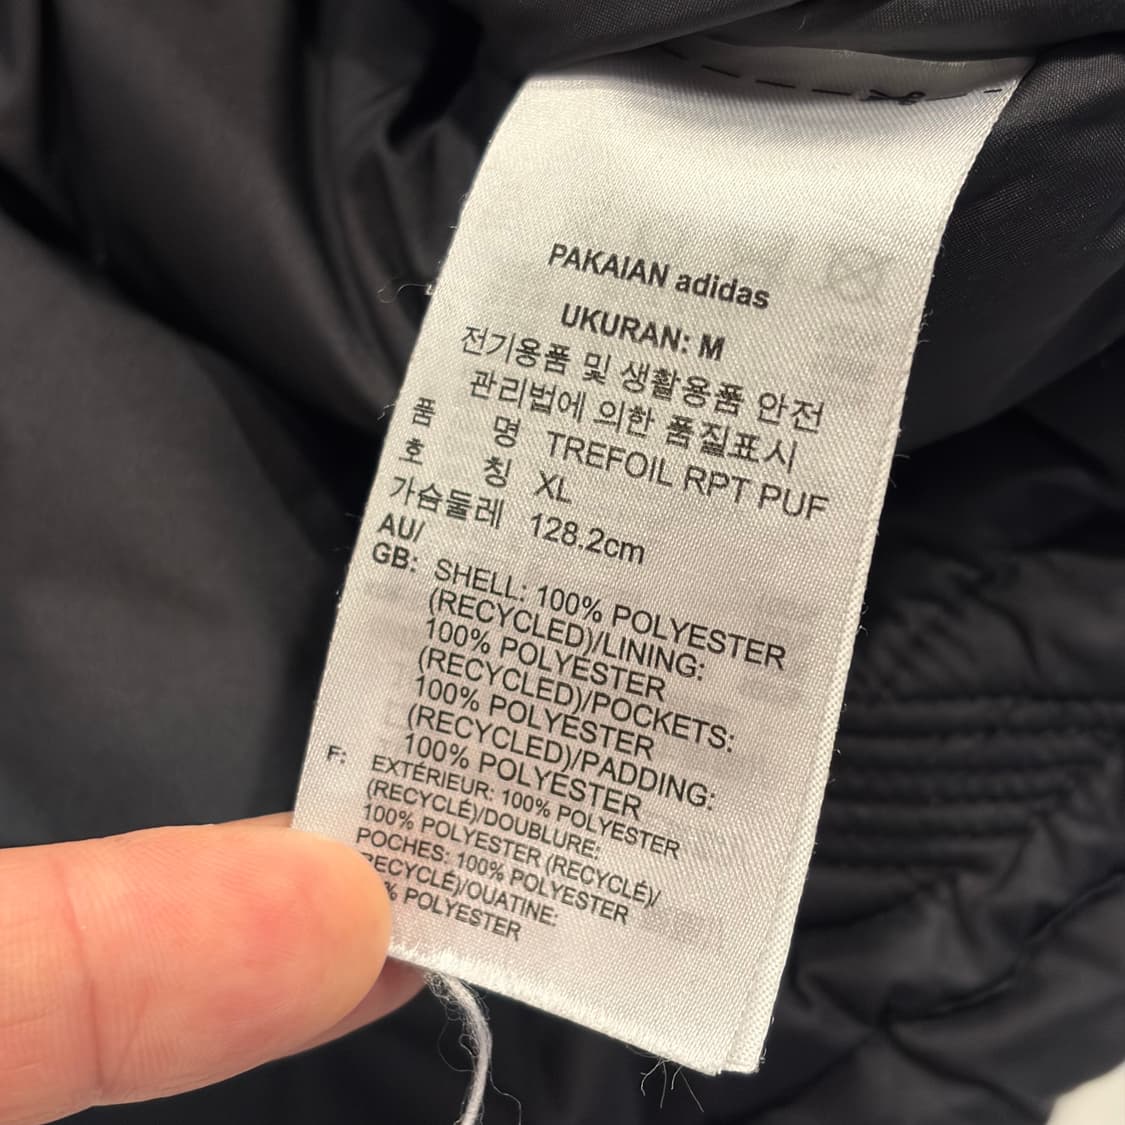 PAKAIAN adidas
UKURAN: M
전기용품 및 생활용품 안전
관리법에 의한 품질표시
품 명 TREFOIL RPT PUF
호 칭 XL
가슴둘레 128.2cm
AU/
GB: SHELL: 100% POLYESTER
(RECYCLED)/LINING:
100% POLYESTER
(RECYCLED)/POCKETS:
100% POLYESTER
(RECYCLED)/PADDING:
100% POLYESTER
F: EXTÉRIEUR: 100% POLYESTER
(RECYCLÉ)/DOUBLURE:
100% POLYESTER (RECYCLÉ)/
POCHES: 100% POLYESTER
RECYCLÉ)/OUATINE:
% POLYESTER